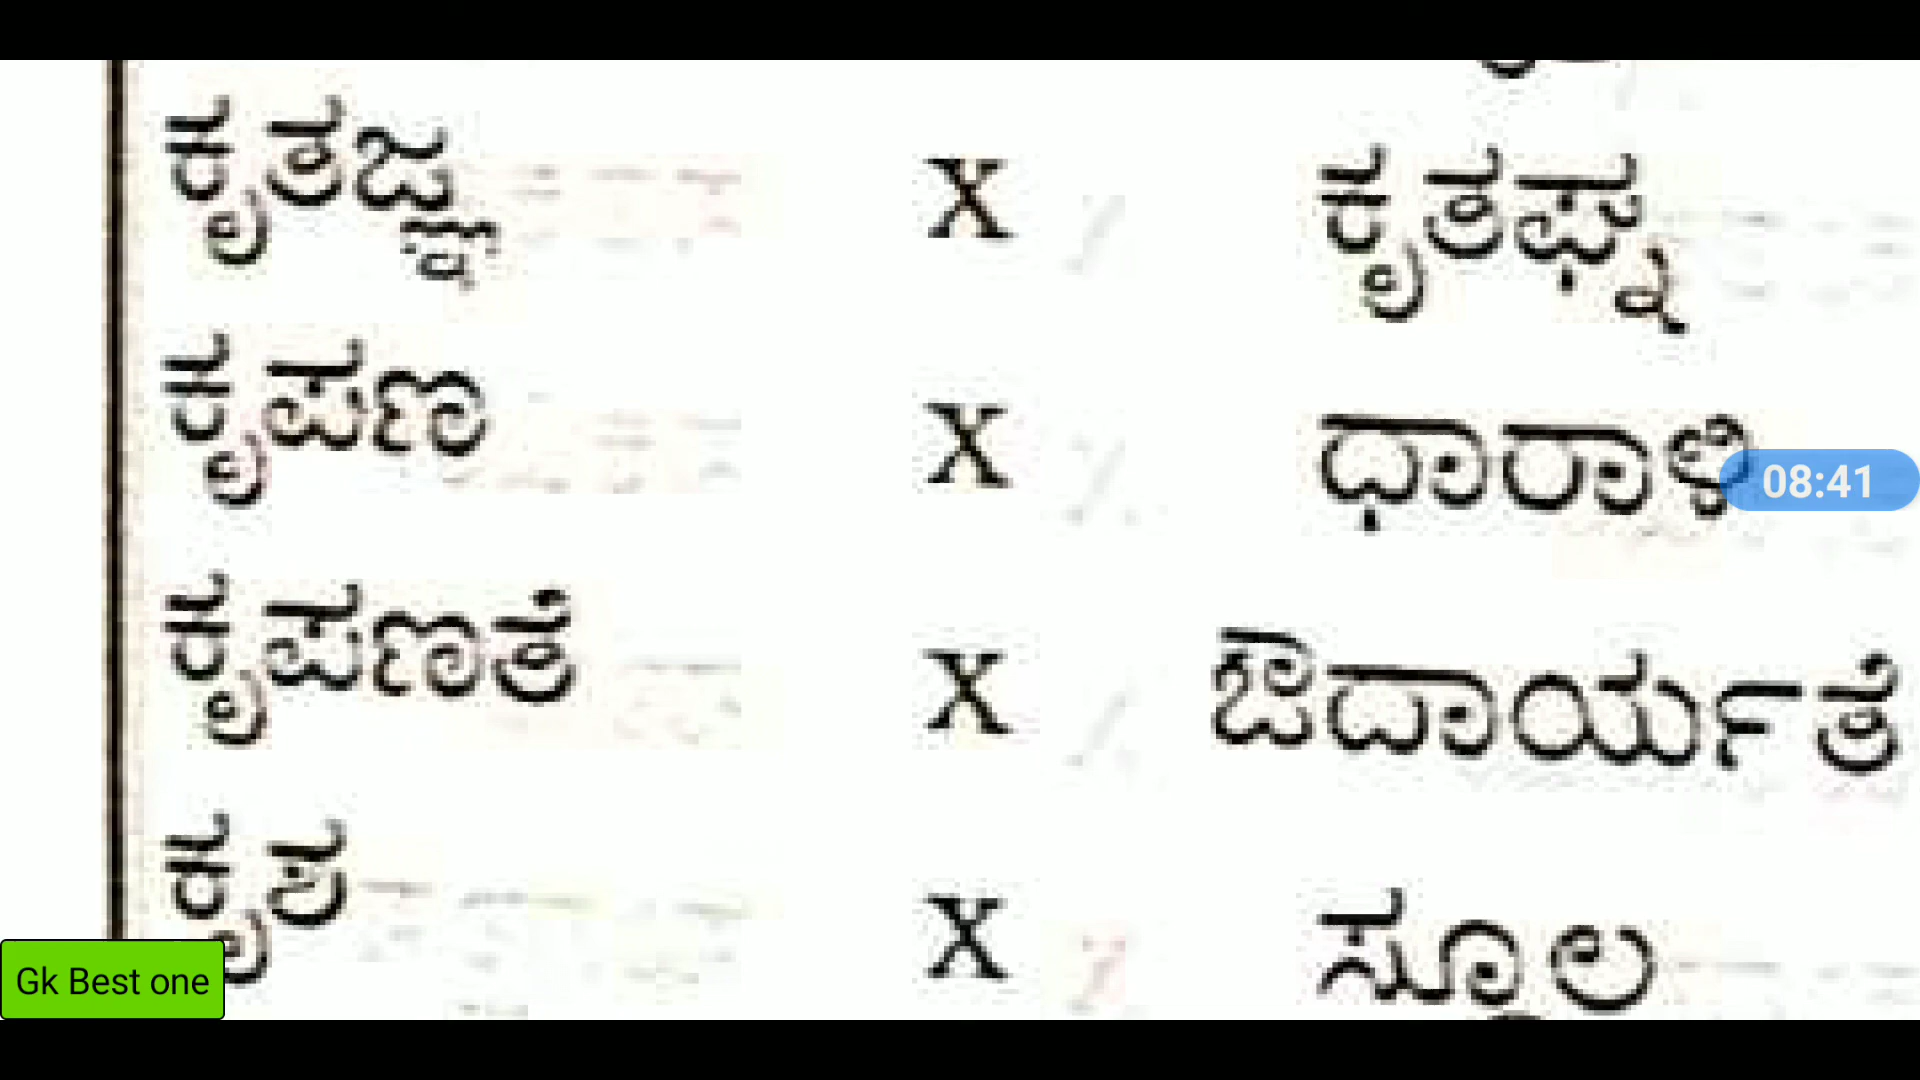 ಕೃತಜ್ಞ X ಕೃತಘ್ನ
ಕೃಪಣ X ಧಾರಾಳಿ
08:41
ಕೃಪಣತೆ X ಔದಾರ್ಯತೆ
ಕೃಶ X
Gk Best one